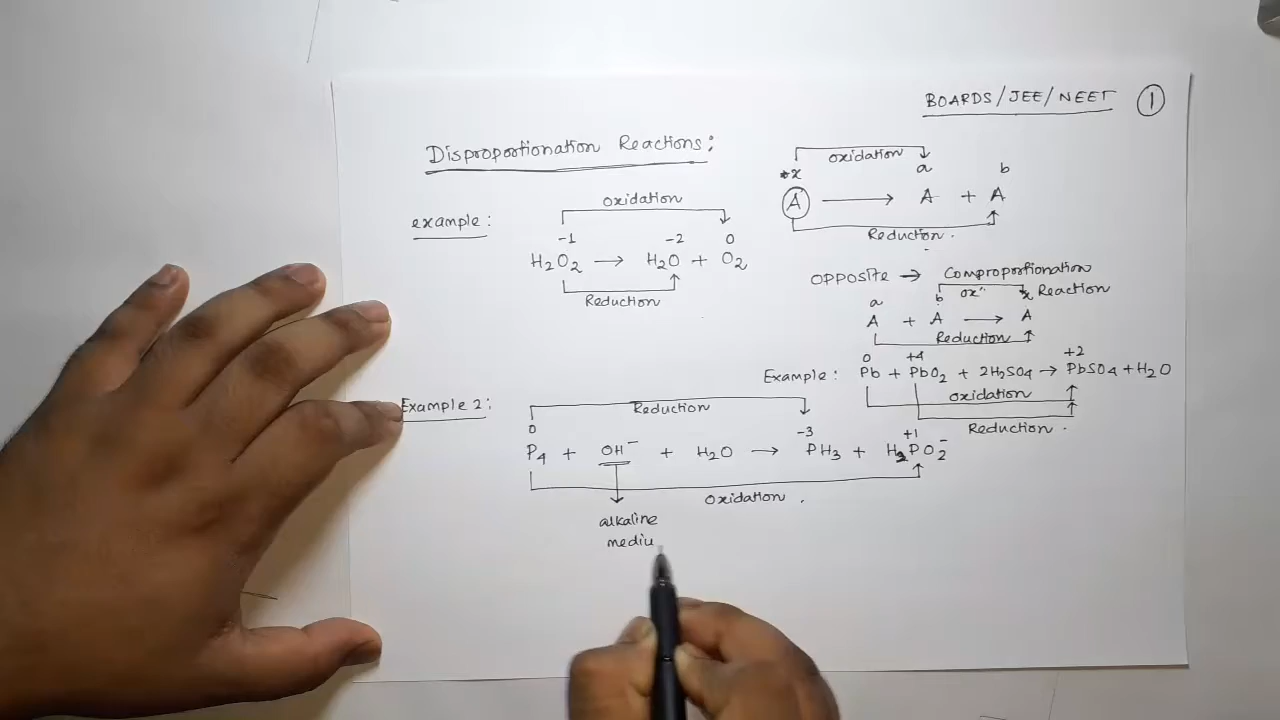 BOARDS/JEE/NEET 1
Disproportionation Reactions:
oxidation
x a b
A ⟶ A + A
Reduction.
example:
oxidation
-1 -2 0
H₂O₂ ⟶ H₂O + O₂
Reduction
OPPOSITE → Comproportionation
Reaction
a b oxⁿ x
A + A ⟶ A
Reduction
0 +4 +2
Example: Pb + PbO₂ + 2H₂SO₄ → PbSO₄ + H₂O
oxidation
Reduction.
Example 2:
Reduction
0 -3 +1
P₄ + OH⁻ + H₂O ⟶ PH₃ + H₂PO₂⁻
Oxidation.
alkaline
mediu